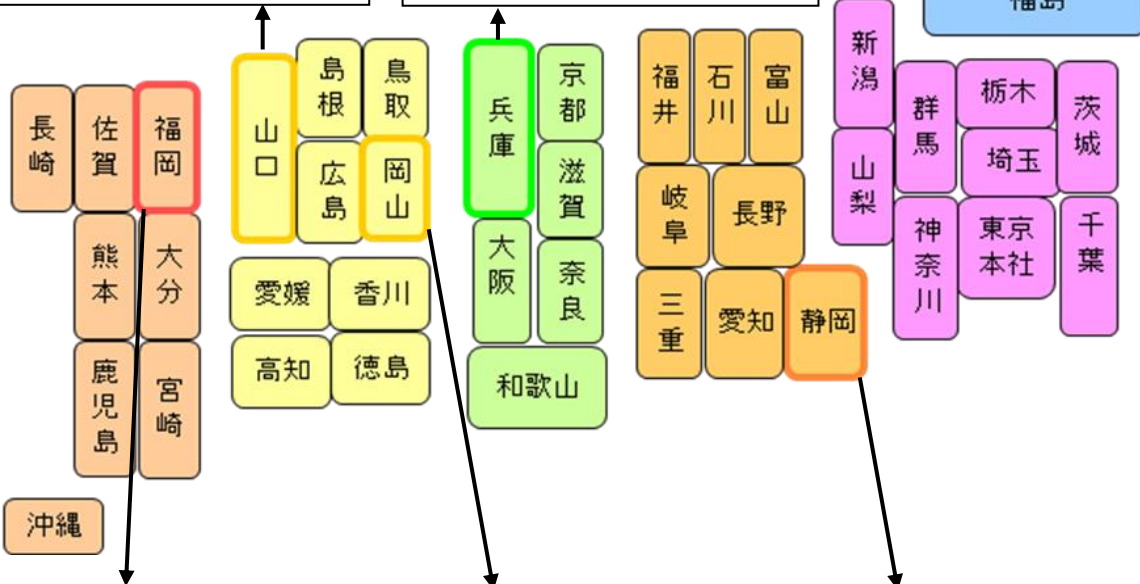 福島
新潟
群馬
栃木
茨城
埼玉
山梨
神奈川
東京
本社
千葉
福井
石川
富山
岐阜
長野
三重
愛知
静岡
兵庫
京都
滋賀
大阪
奈良
和歌山
山口
島根
鳥取
広島
岡山
愛媛
香川
高知
徳島
長崎
佐賀
福岡
熊本
大分
鹿児島
宮崎
沖縄